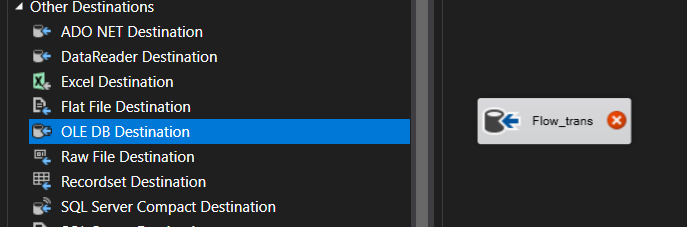 Other Destinations
ADO NET Destination
DataReader Destination
Excel Destination
Flat File Destination
OLE DB Destination
Raw File Destination
Recordset Destination
SQL Server Compact Destination
Flow_trans